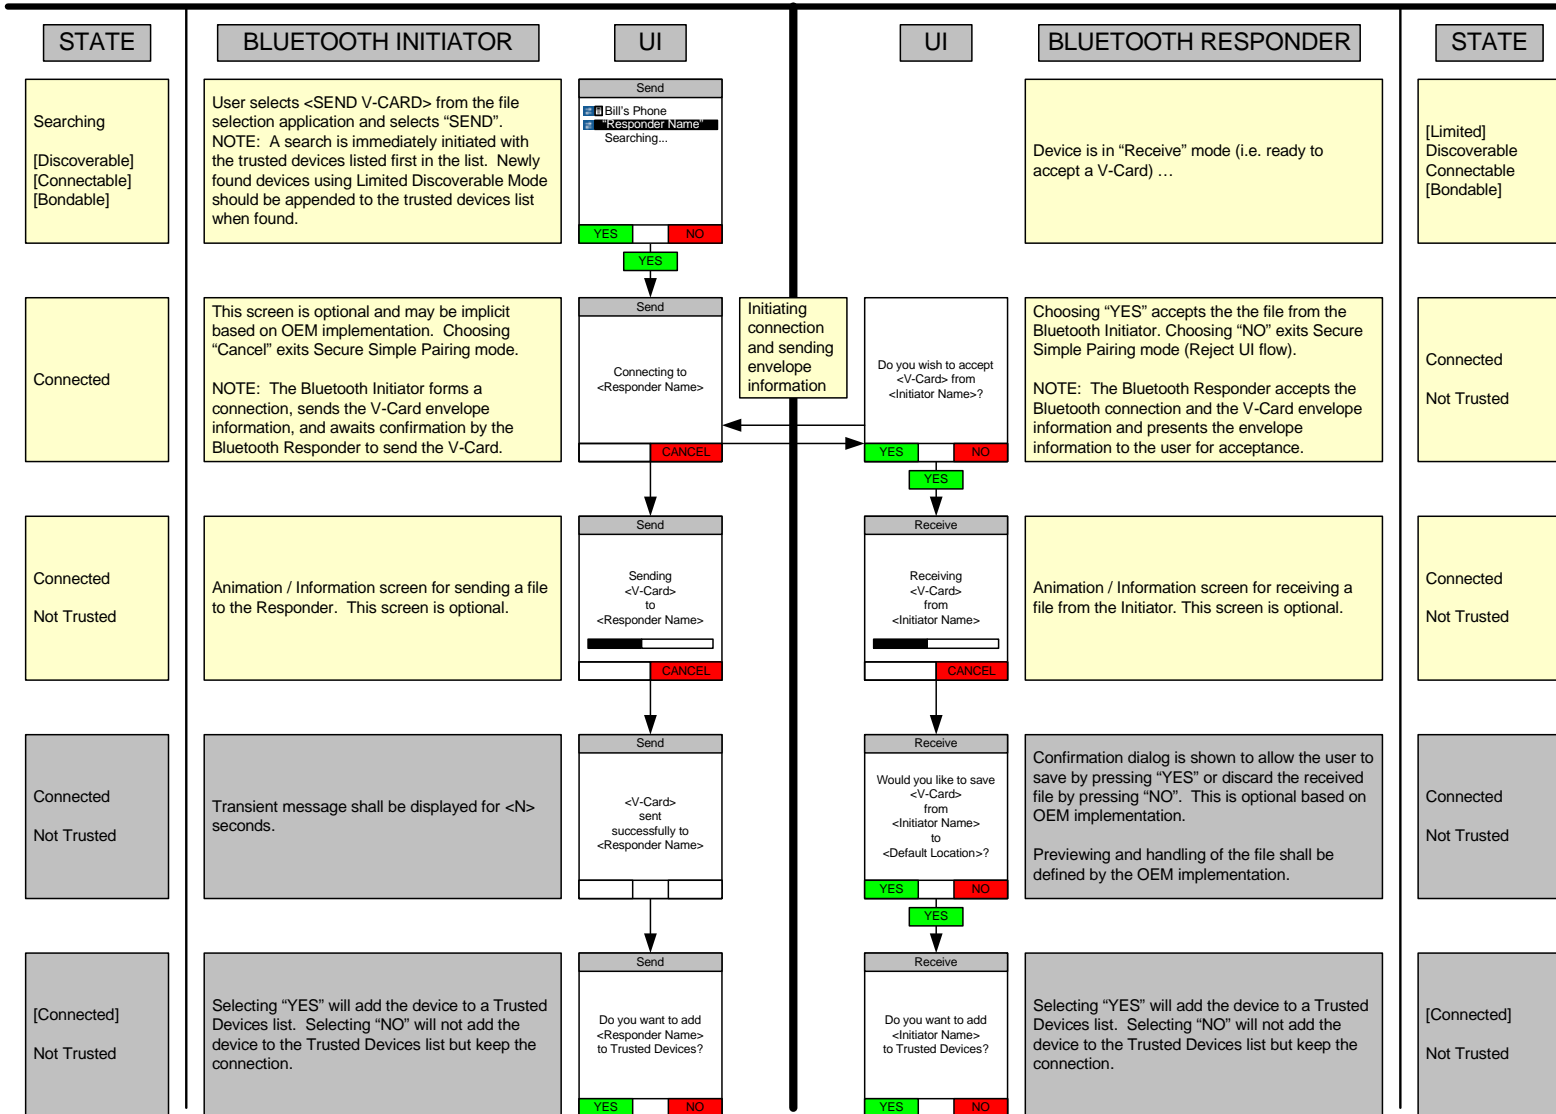 STATE
BLUETOOTH INITIATOR
UI
UI
BLUETOOTH RESPONDER
STATE
Searching
[Discoverable]
[Connectable]
[Bondable]
User selects <SEND V-CARD> from the file
selection application and selects “SEND”.
NOTE:  A search is immediately initiated with
the trusted devices listed first in the list.  Newly
found devices using Limited Discoverable Mode
should be appended to the trusted devices list
when found.
Send
Bill's Phone
"Responder Name"
Searching...
YES
NO
YES
Device is in “Receive” mode (i.e. ready to
accept a V-Card) …
[Limited]
Discoverable
Connectable
[Bondable]
Connected
This screen is optional and may be implicit
based on OEM implementation.  Choosing
“Cancel” exits Secure Simple Pairing mode.
NOTE:  The Bluetooth Initiator forms a
connection, sends the V-Card envelope
information, and awaits confirmation by the
Bluetooth Responder to send the V-Card.
Send
Connecting to
<Responder Name>
CANCEL
Initiating
connection
and sending
envelope
information
Do you wish to accept
<V-Card> from
<Initiator Name>?
YES
NO
YES
Choosing “YES” accepts the the file from the
Bluetooth Initiator. Choosing “NO” exits Secure
Simple Pairing mode (Reject UI flow).
NOTE:  The Bluetooth Responder accepts the
Bluetooth connection and the V-Card envelope
information and presents the envelope
information to the user for acceptance.
Connected
Not Trusted
Connected
Not Trusted
Animation / Information screen for sending a file
to the Responder.  This screen is optional.
Send
Sending
<V-Card>
to
<Responder Name>
CANCEL
Receive
Receiving
<V-Card>
from
<Initiator Name>
CANCEL
Animation / Information screen for receiving a
file from the Initiator. This screen is optional.
Connected
Not Trusted
Connected
Not Trusted
Transient message shall be displayed for <N>
seconds.
Send
<V-Card>
sent
successfully to
<Responder Name>
Receive
Would you like to save
<V-Card>
from
<Initiator Name>
to
<Default Location>?
YES
NO
YES
Confirmation dialog is shown to allow the user to
save by pressing “YES” or discard the received
file by pressing “NO”.  This is optional based on
OEM implementation.
Previewing and handling of the file shall be
defined by the OEM implementation.
Connected
Not Trusted
[Connected]
Not Trusted
Selecting “YES” will add the device to a Trusted
Devices list.  Selecting “NO” will not add the
device to the Trusted Devices list but keep the
connection.
Send
Do you want to add
<Responder Name>
to Trusted Devices?
YES
NO
Receive
Do you want to add
<Initiator Name>
to Trusted Devices?
YES
NO
Selecting “YES” will add the device to a Trusted
Devices list.  Selecting “NO” will not add the
device to the Trusted Devices list but keep the
connection.
[Connected]
Not Trusted